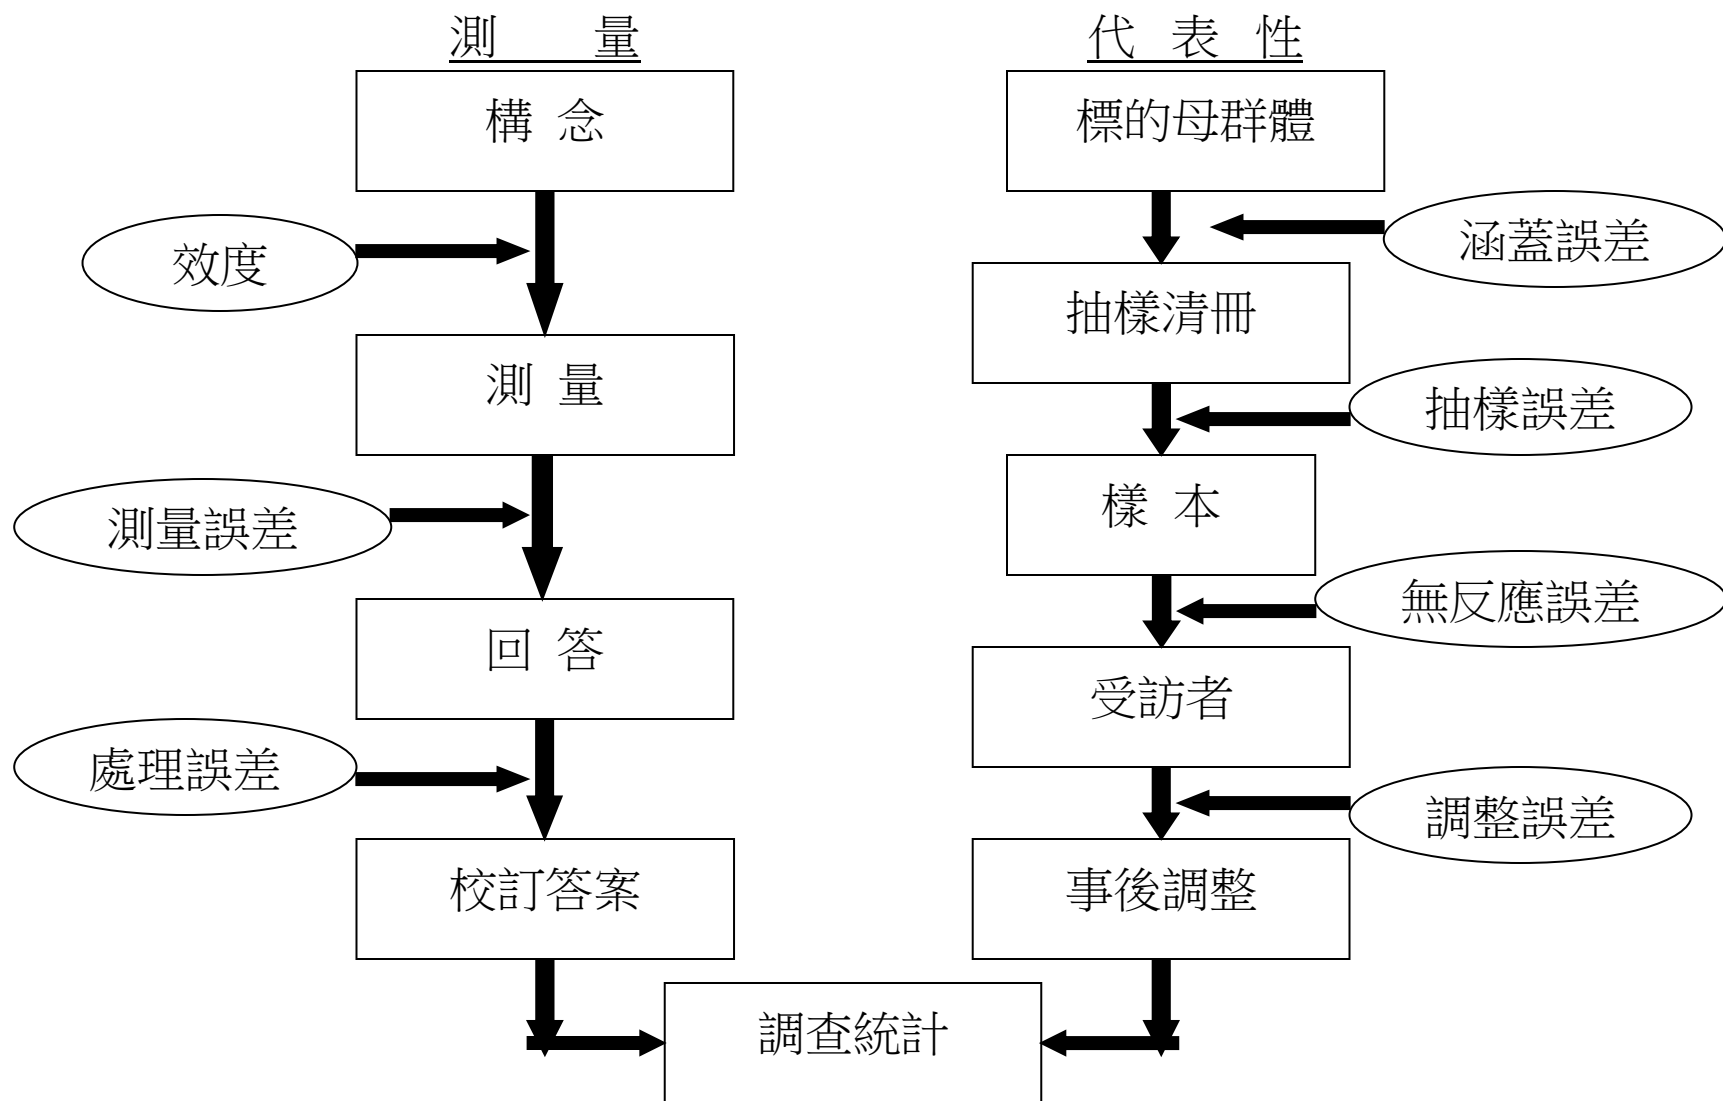 測 量
構 念
效度
測 量
測量誤差
回 答
處理誤差
校訂答案
代 表 性
標的母群體
涵蓋誤差
抽樣清冊
抽樣誤差
樣 本
無反應誤差
受訪者
調整誤差
事後調整
調查統計